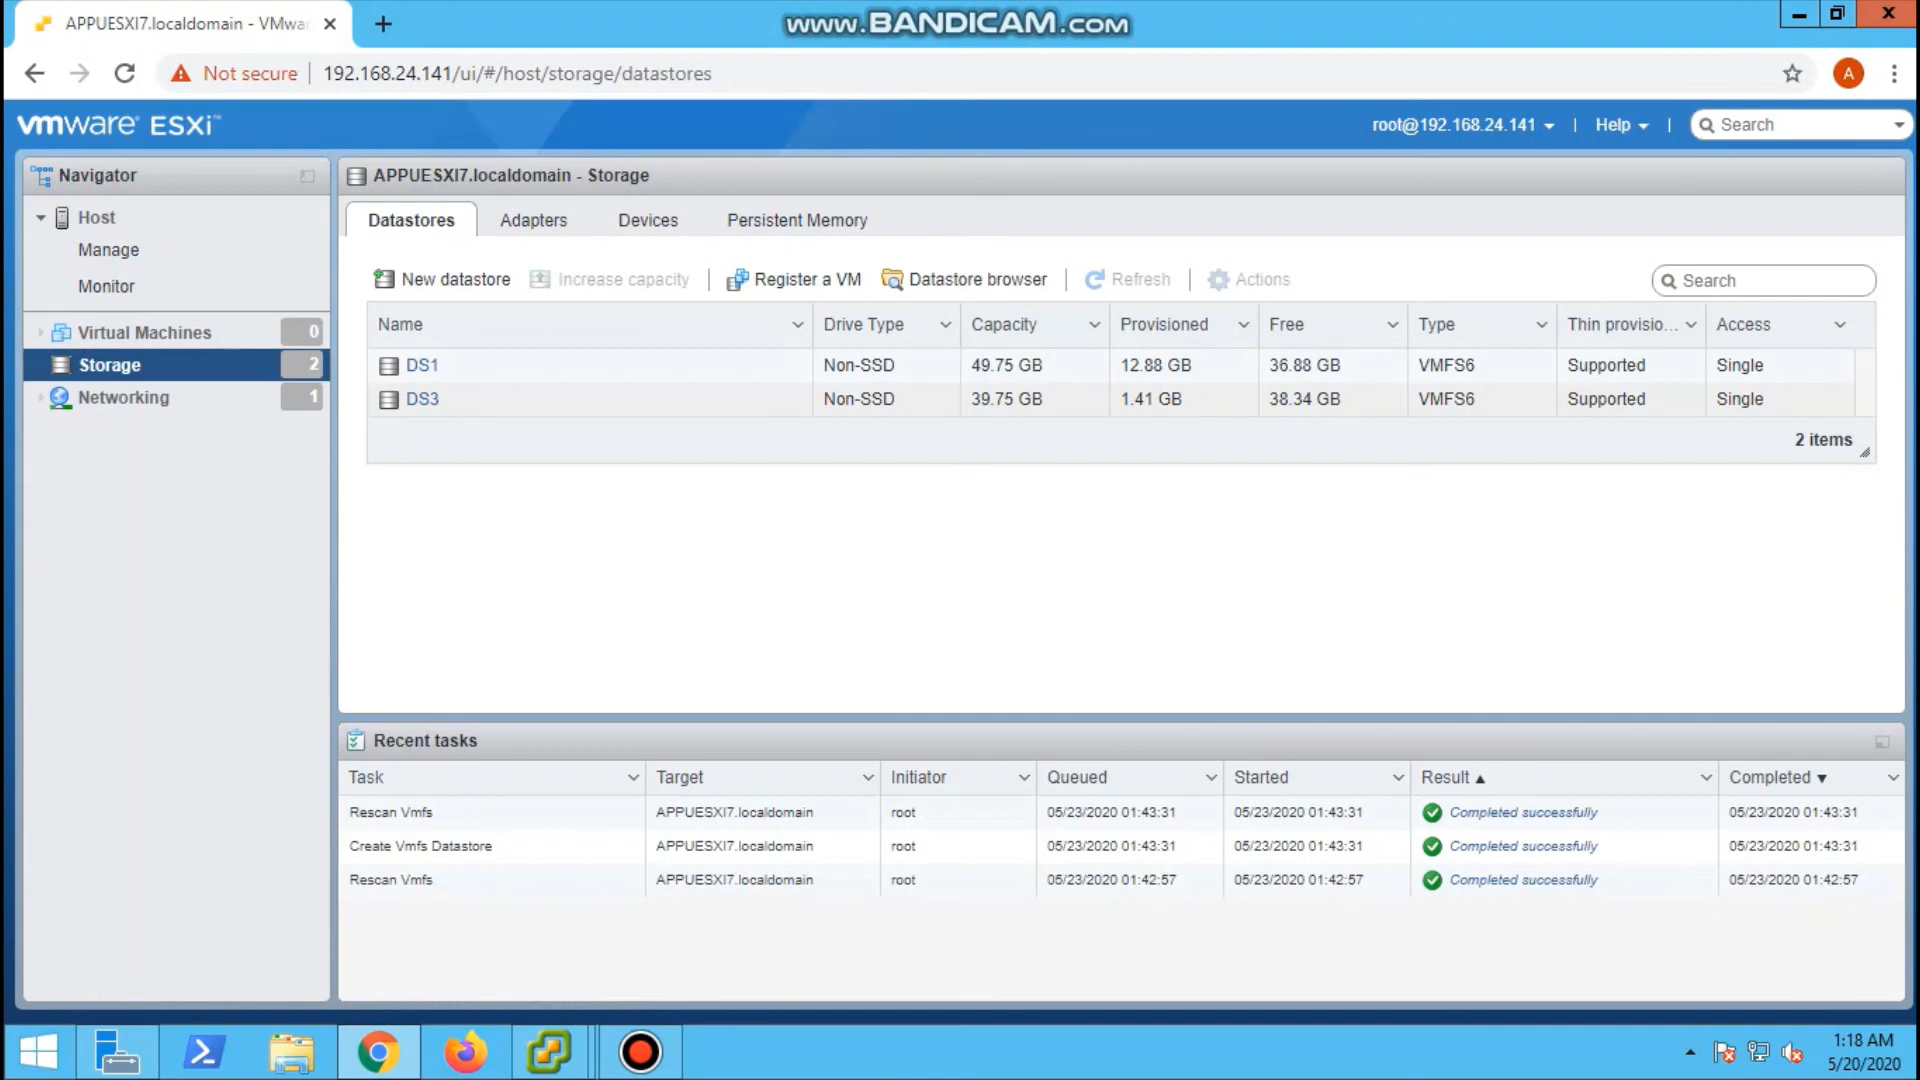 APPUESXI7.localdomain - VMwar
www.BANDICAM.com
Not secure 192.168.24.141/ui/#/host/storage/datastores A
vmware ESXi™ root@192.168.24.141 Help Search
Navigator
Host
Manage
Monitor
Virtual Machines 0
Storage 2
Networking 1
APPUESXI7.localdomain - Storage
Datastores Adapters Devices Persistent Memory
New datastore Increase capacity Register a VM Datastore browser Refresh Actions Search
Name Drive Type Capacity Provisioned Free Type Thin provisio... Access
DS1 Non-SSD 49.75 GB 12.88 GB 36.88 GB VMFS6 Supported Single
DS3 Non-SSD 39.75 GB 1.41 GB 38.34 GB VMFS6 Supported Single
2 items
Recent tasks
Task Target Initiator Queued Started Result ▲ Completed ▼
Rescan Vmfs APPUESXI7.localdomain root 05/23/2020 01:43:31 05/23/2020 01:43:31 Completed successfully 05/23/2020 01:43:31
Create Vmfs Datastore APPUESXI7.localdomain root 05/23/2020 01:43:31 05/23/2020 01:43:31 Completed successfully 05/23/2020 01:43:31
Rescan Vmfs APPUESXI7.localdomain root 05/23/2020 01:42:57 05/23/2020 01:42:57 Completed successfully 05/23/2020 01:42:57
1:18 AM
5/20/2020